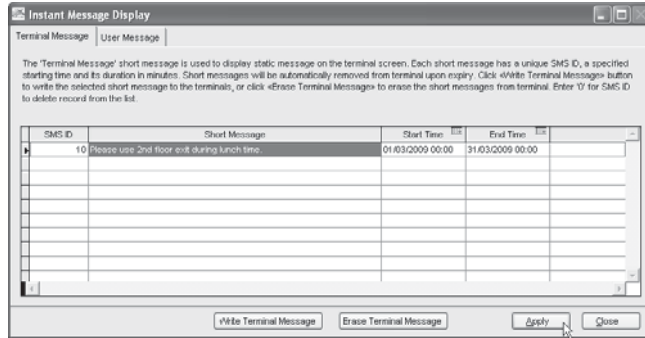 Instant Message Display
Terminal Message User Message
The 'Terminal Message' short message is used to display static message on the terminal screen. Each short message has a unique SMS ID, a specified
starting time and its duration in minutes. Short messages will be automatically removed from terminal upon expiry. Click «Write Terminal Message» button
to write the selected short message to the terminals, or click «Erase Terminal Message» to erase the short messages from terminal. Enter '0' for SMS ID
to delete record from the list.
SMS ID Short Message Start Time End Time
10 Please use 2nd floor exit during lunch time. 01/03/2009 00:00 31/03/2009 00:00
Write Terminal Message Erase Terminal Message Apply Close